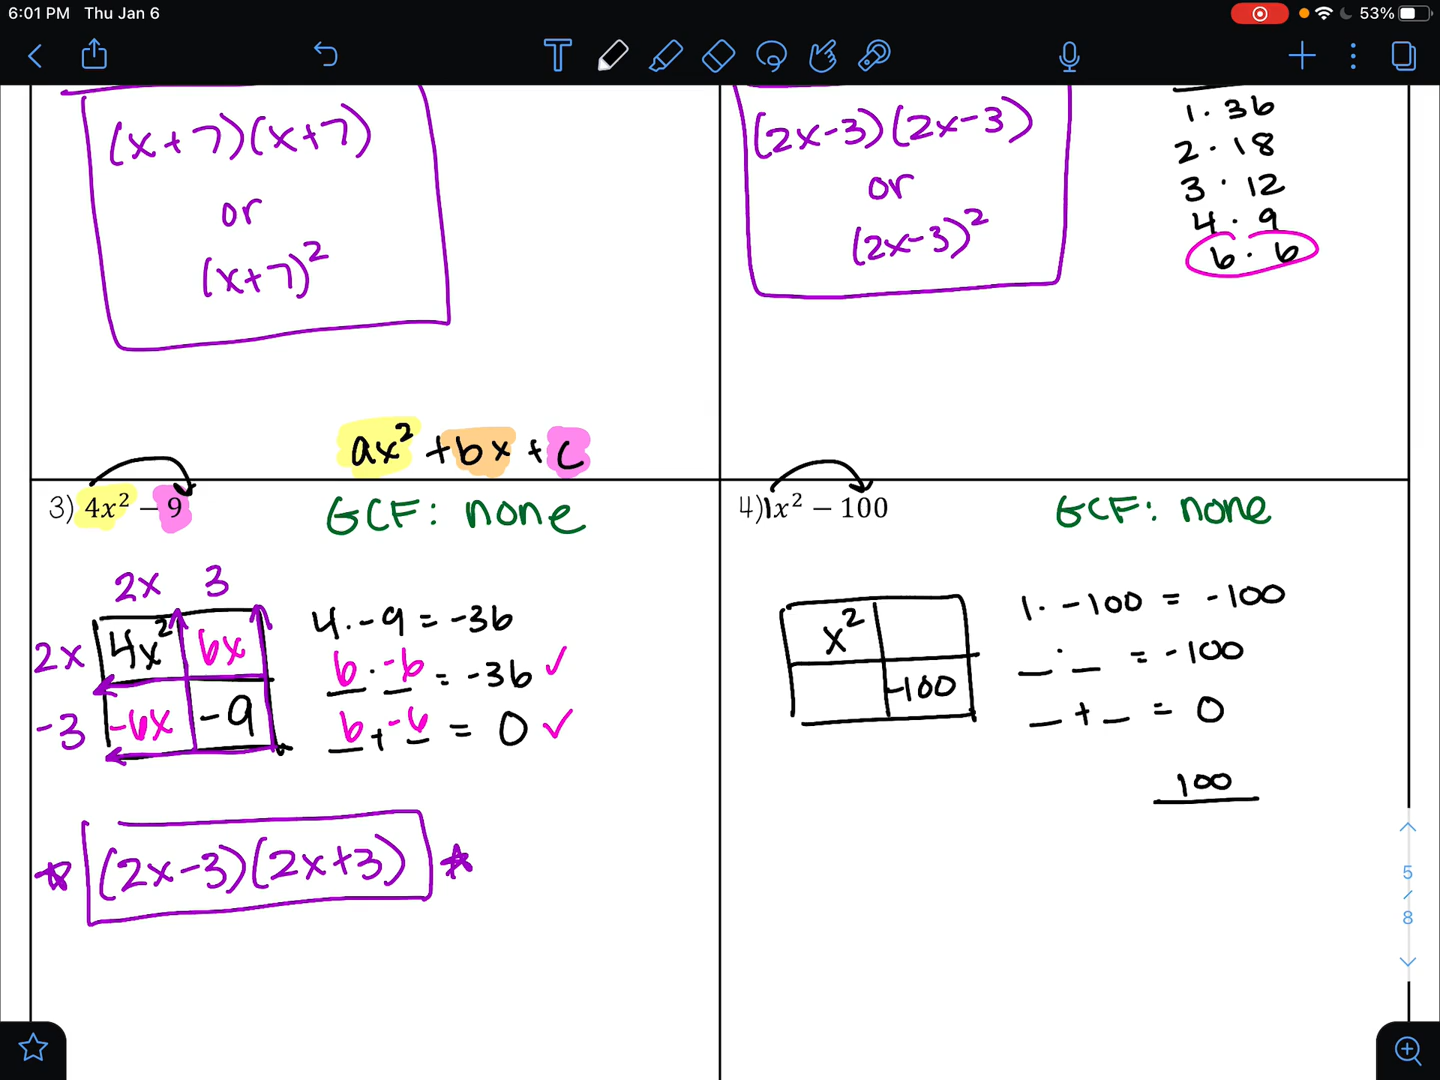 6:01 PM Thu Jan 6
53%
T
(x+7)(x+7)
or
(x+7)²
(2x-3)(2x-3)
or
(2x-3)²
1 · 36
2 · 18
3 · 12
4 · 9
6 · 6
ax² + bx + c
3) 4x² − 9
GCF: none
2x 3
2x 4x² 6x
-3 -6x -9
4 · -9 = -36
6 · -6 = -36 ✓
6 + -6 = 0 ✓
☆ (2x-3)(2x+3) ☆
4) 1x² − 100
GCF: none
x²
-100
1 · -100 = -100
_ · _ = -100
_ + _ = 0
100
5
/
8